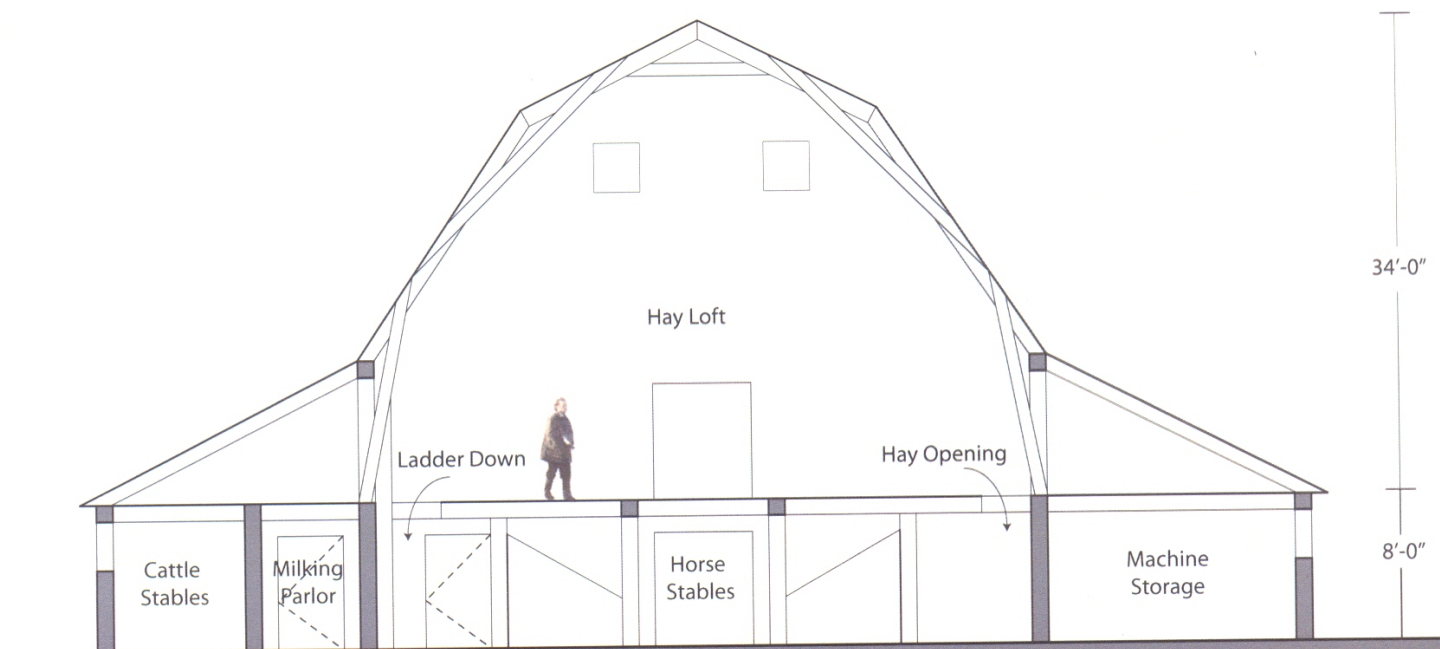 34'-0"
Hay Loft
Ladder Down
Hay Opening
8'-0"
Cattle
Stables
Milking
Parlor
Horse
Stables
Machine
Storage